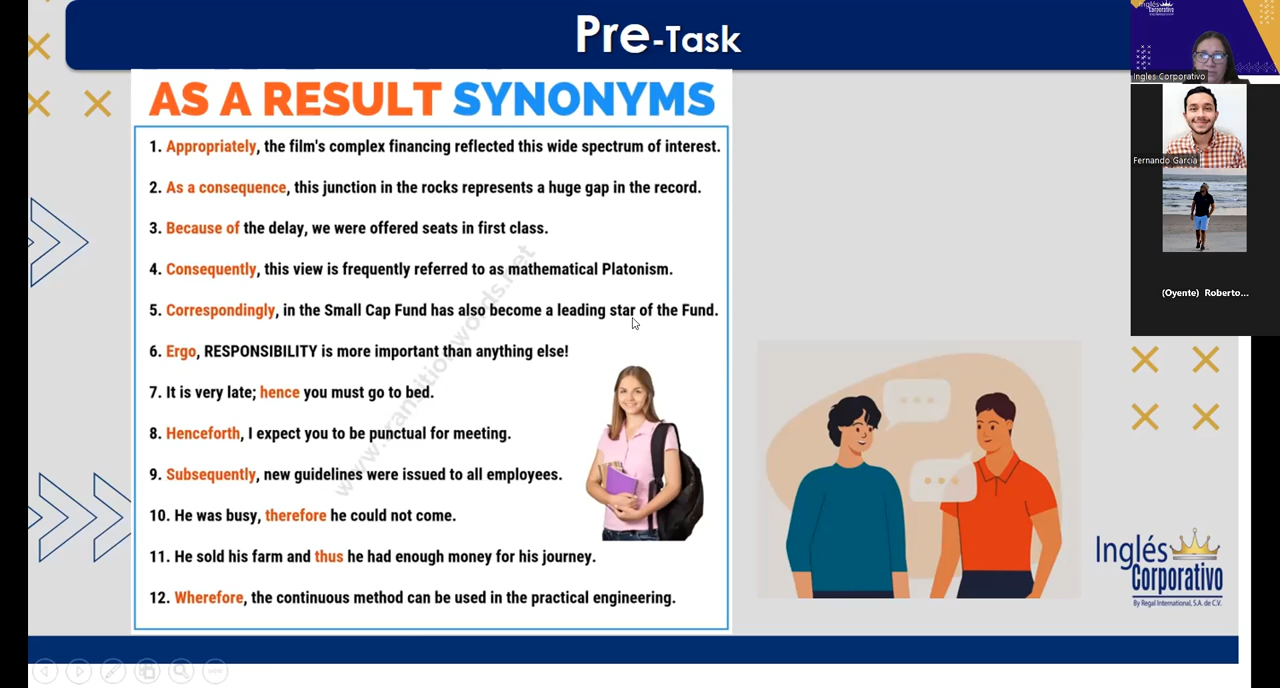 Pre-Task
AS A RESULT SYNONYMS
1. Appropriately, the film's complex financing reflected this wide spectrum of interest.
2. As a consequence, this junction in the rocks represents a huge gap in the record.
3. Because of the delay, we were offered seats in first class.
4. Consequently, this view is frequently referred to as mathematical Platonism.
5. Correspondingly, in the Small Cap Fund has also become a leading star of the Fund.
6. Ergo, RESPONSIBILITY is more important than anything else!
7. It is very late; hence you must go to bed.
8. Henceforth, I expect you to be punctual for meeting.
9. Subsequently, new guidelines were issued to all employees.
10. He was busy, therefore he could not come.
11. He sold his farm and thus he had enough money for his journey.
12. Wherefore, the continuous method can be used in the practical engineering.
www.transitionwords.net
Inglés
Corporativo
By Regal International, S.A. de C.V.
Inglés
Corporativo
Ingles Corporativo
Fernando García
(Oyente) Roberto...